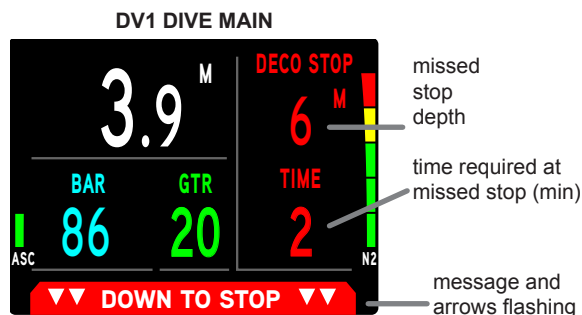 DV1 DIVE MAIN
3.9 M
DECO STOP
6 M
missed
stop
depth
BAR
86
GTR
20
TIME
2
time required at
missed stop (min)
ASC
N2
▼▼ DOWN TO STOP ▼▼
message and
arrows flashing